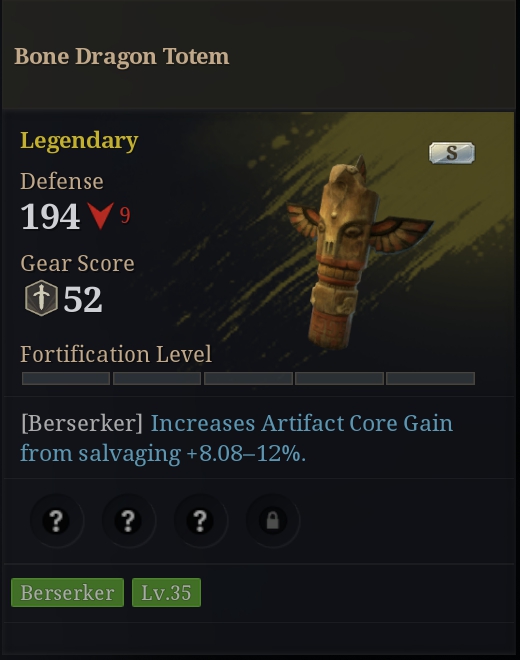 Bone Dragon Totem
Legendary
S
Defense
194 9
Gear Score
52
Fortification Level
[Berserker] Increases Artifact Core Gain
from salvaging +8.08–12%.
? ? ?
Berserker Lv.35